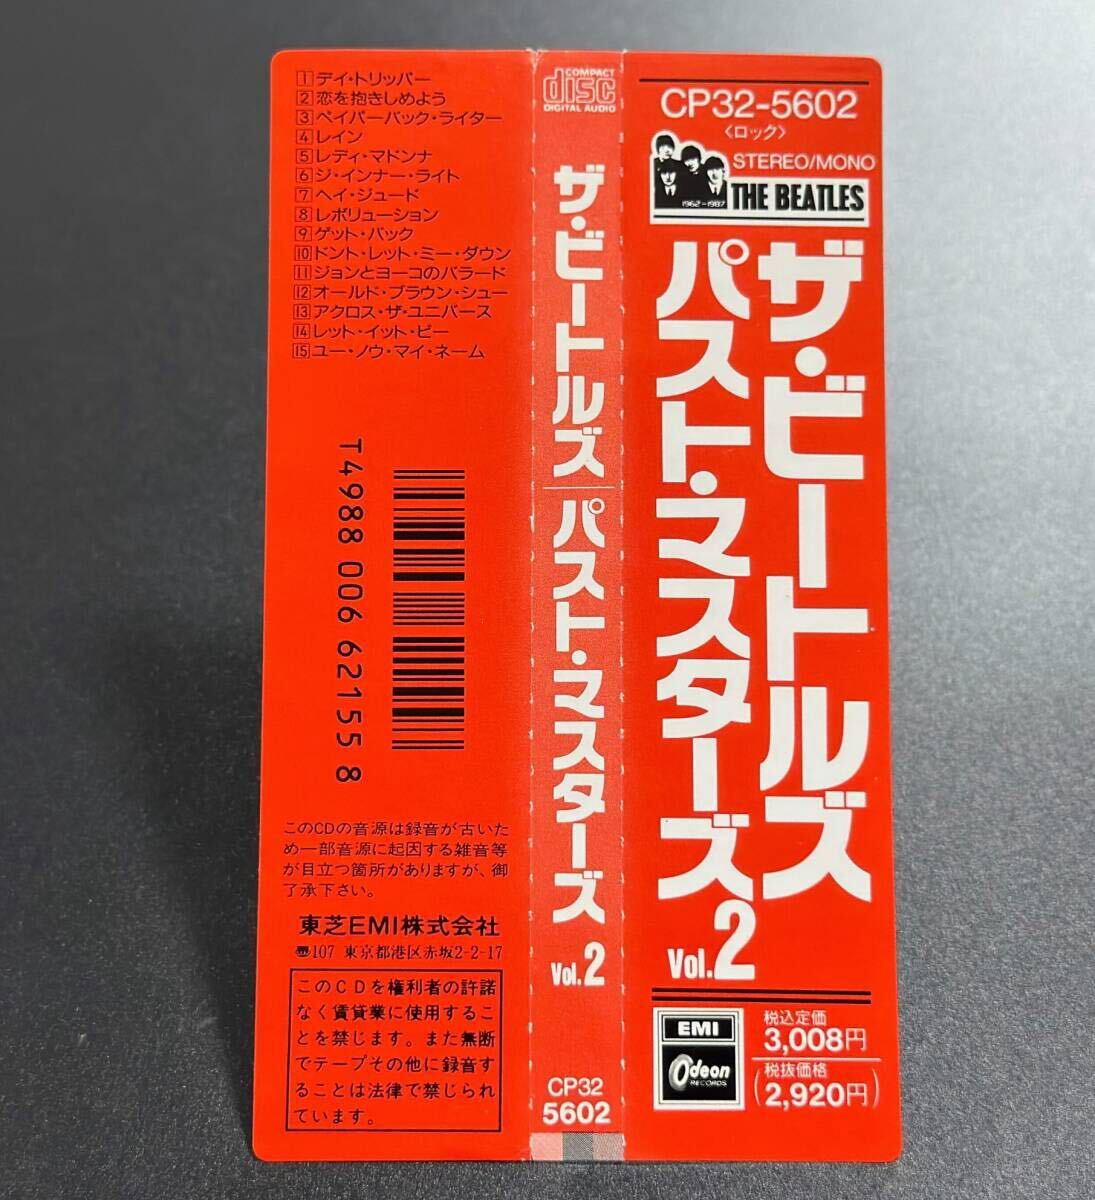 1 デイ・トリッパー
2 恋を抱きしめよう
3 ペイパーバック・ライター
4 レイン
5 レディ・マドンナ
6 ジ・インナー・ライト
7 ヘイ・ジュード
8 レボリューション
9 ゲット・バック
10 ドント・レット・ミー・ダウン
11 ジョンとヨーコのバラード
12 オールド・ブラウン・シュー
13 アクロス・ザ・ユニバース
14 レット・イット・ビー
15 ユー・ノウ・マイ・ネーム
T4988 006 62155 8
このCDの音源は録音が古いた
め一部音源に起因する雑音等
が目立つ箇所がありますが、御
了承下さい。
東芝EMI株式会社
〠107 東京都港区赤坂2-2-17
このCDを権利者の許諾
なく賃貸業に使用するこ
とを禁じます。また無断
でテープその他に録音す
ることは法律で禁じられ
ています。
COMPACT
disc
DIGITAL AUDIO
ザ・ビートルズ パスト・マスターズ Vol.2
CP32
5602
CP32-5602
〈ロック〉
STEREO/MONO
1962-1987
THE BEATLES
ザ・ビートルズ
パスト・マスターズ Vol.2
EMI
Odeon
RECORDS
税込定価
3,008円
(税抜価格
2,920円)